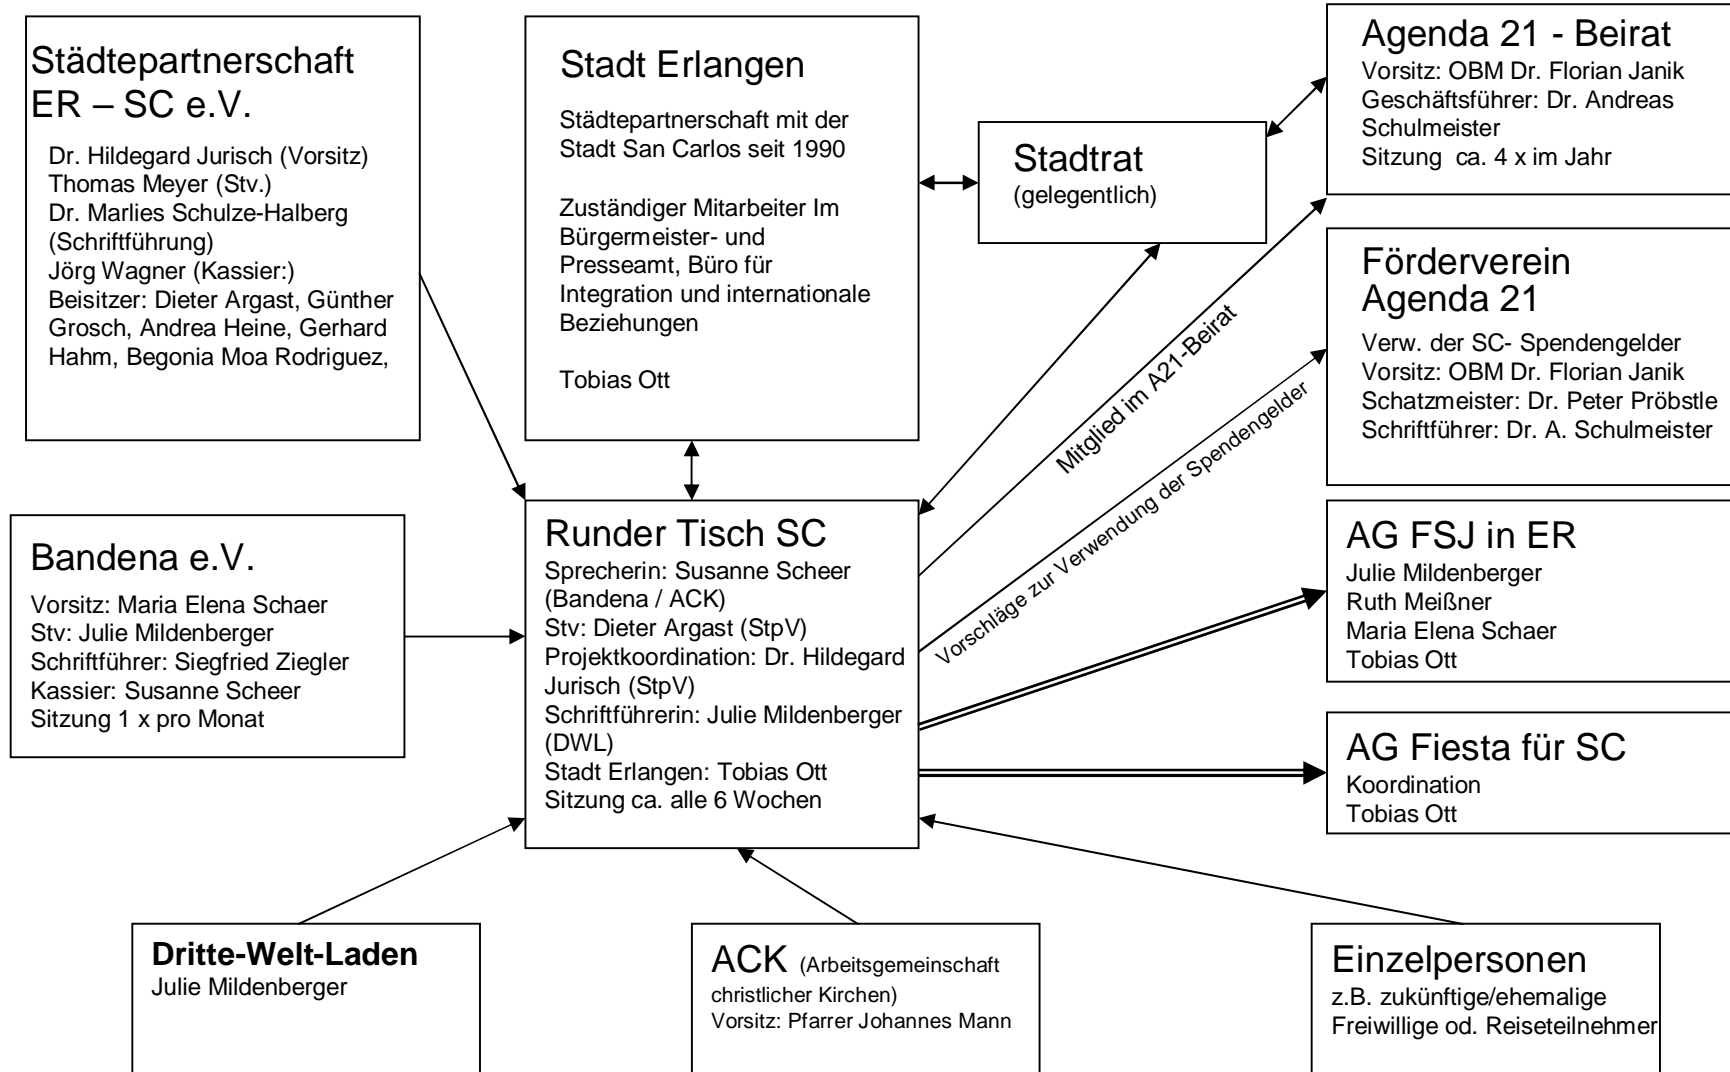 Städtepartnerschaft
ER – SC e.V.
Dr. Hildegard Jurisch (Vorsitz)
Thomas Meyer (Stv.)
Dr. Marlies Schulze-Halberg
(Schriftführung)
Jörg Wagner (Kassier:)
Beisitzer: Dieter Argast, Günther
Grosch, Andrea Heine, Gerhard
Hahm, Begonia Moa Rodriguez,
Stadt Erlangen
Städtepartnerschaft mit der
Stadt San Carlos seit 1990
Zuständiger Mitarbeiter Im
Bürgermeister- und
Presseamt, Büro für
Integration und internationale
Beziehungen
Tobias Ott
Stadtrat
(gelegentlich)
Agenda 21 - Beirat
Vorsitz: OBM Dr. Florian Janik
Geschäftsführer: Dr. Andreas
Schulmeister
Sitzung ca. 4 x im Jahr
Förderverein
Agenda 21
Verw. der SC- Spendengelder
Vorsitz: OBM Dr. Florian Janik
Schatzmeister: Dr. Peter Pröbstle
Schriftführer: Dr. A. Schulmeister
Mitglied im A21-Beirat
Vorschläge zur Verwendung der Spendengelder
Bandena e.V.
Vorsitz: Maria Elena Schaer
Stv: Julie Mildenberger
Schriftführer: Siegfried Ziegler
Kassier: Susanne Scheer
Sitzung 1 x pro Monat
Runder Tisch SC
Sprecherin: Susanne Scheer
(Bandena / ACK)
Stv: Dieter Argast (StpV)
Projektkoordination: Dr. Hildegard
Jurisch (StpV)
Schriftführerin: Julie Mildenberger
(DWL)
Stadt Erlangen: Tobias Ott
Sitzung ca. alle 6 Wochen
AG FSJ in ER
Julie Mildenberger
Ruth Meißner
Maria Elena Schaer
Tobias Ott
AG Fiesta für SC
Koordination
Tobias Ott
Dritte-Welt-Laden
Julie Mildenberger
ACK (Arbeitsgemeinschaft
christlicher Kirchen)
Vorsitz: Pfarrer Johannes Mann
Einzelpersonen
z.B. zukünftige/ehemalige
Freiwillige od. Reiseteilnehmer